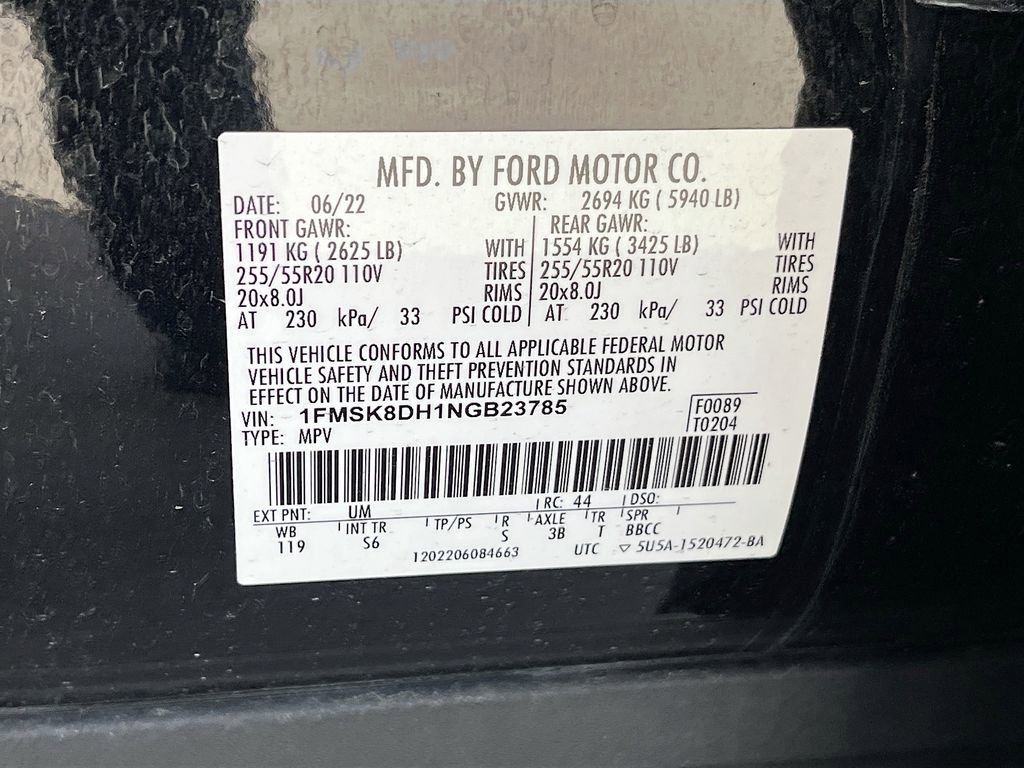 MFD. BY FORD MOTOR CO.
DATE: 06/22 GVWR: 2694 KG ( 5940 LB)
FRONT GAWR: REAR GAWR:
1191 KG ( 2625 LB) WITH 1554 KG ( 3425 LB) WITH
255/55R20 110V TIRES 255/55R20 110V TIRES
20x8.0J RIMS 20x8.0J RIMS
AT 230 kPa/ 33 PSI COLD AT 230 kPa/ 33 PSI COLD
THIS VEHICLE CONFORMS TO ALL APPLICABLE FEDERAL MOTOR
VEHICLE SAFETY AND THEFT PREVENTION STANDARDS IN
EFFECT ON THE DATE OF MANUFACTURE SHOWN ABOVE.
VIN: 1FMSK8DH1NGB23785 F0089
TYPE: MPV T0204
EXT PNT: UM RC: 44 DSO:
WB INT TR TP/PS R AXLE TR SPR
119 S6 S 3B T BBCC
1202206084663 UTC ▽ 5U5A-1520472-BA